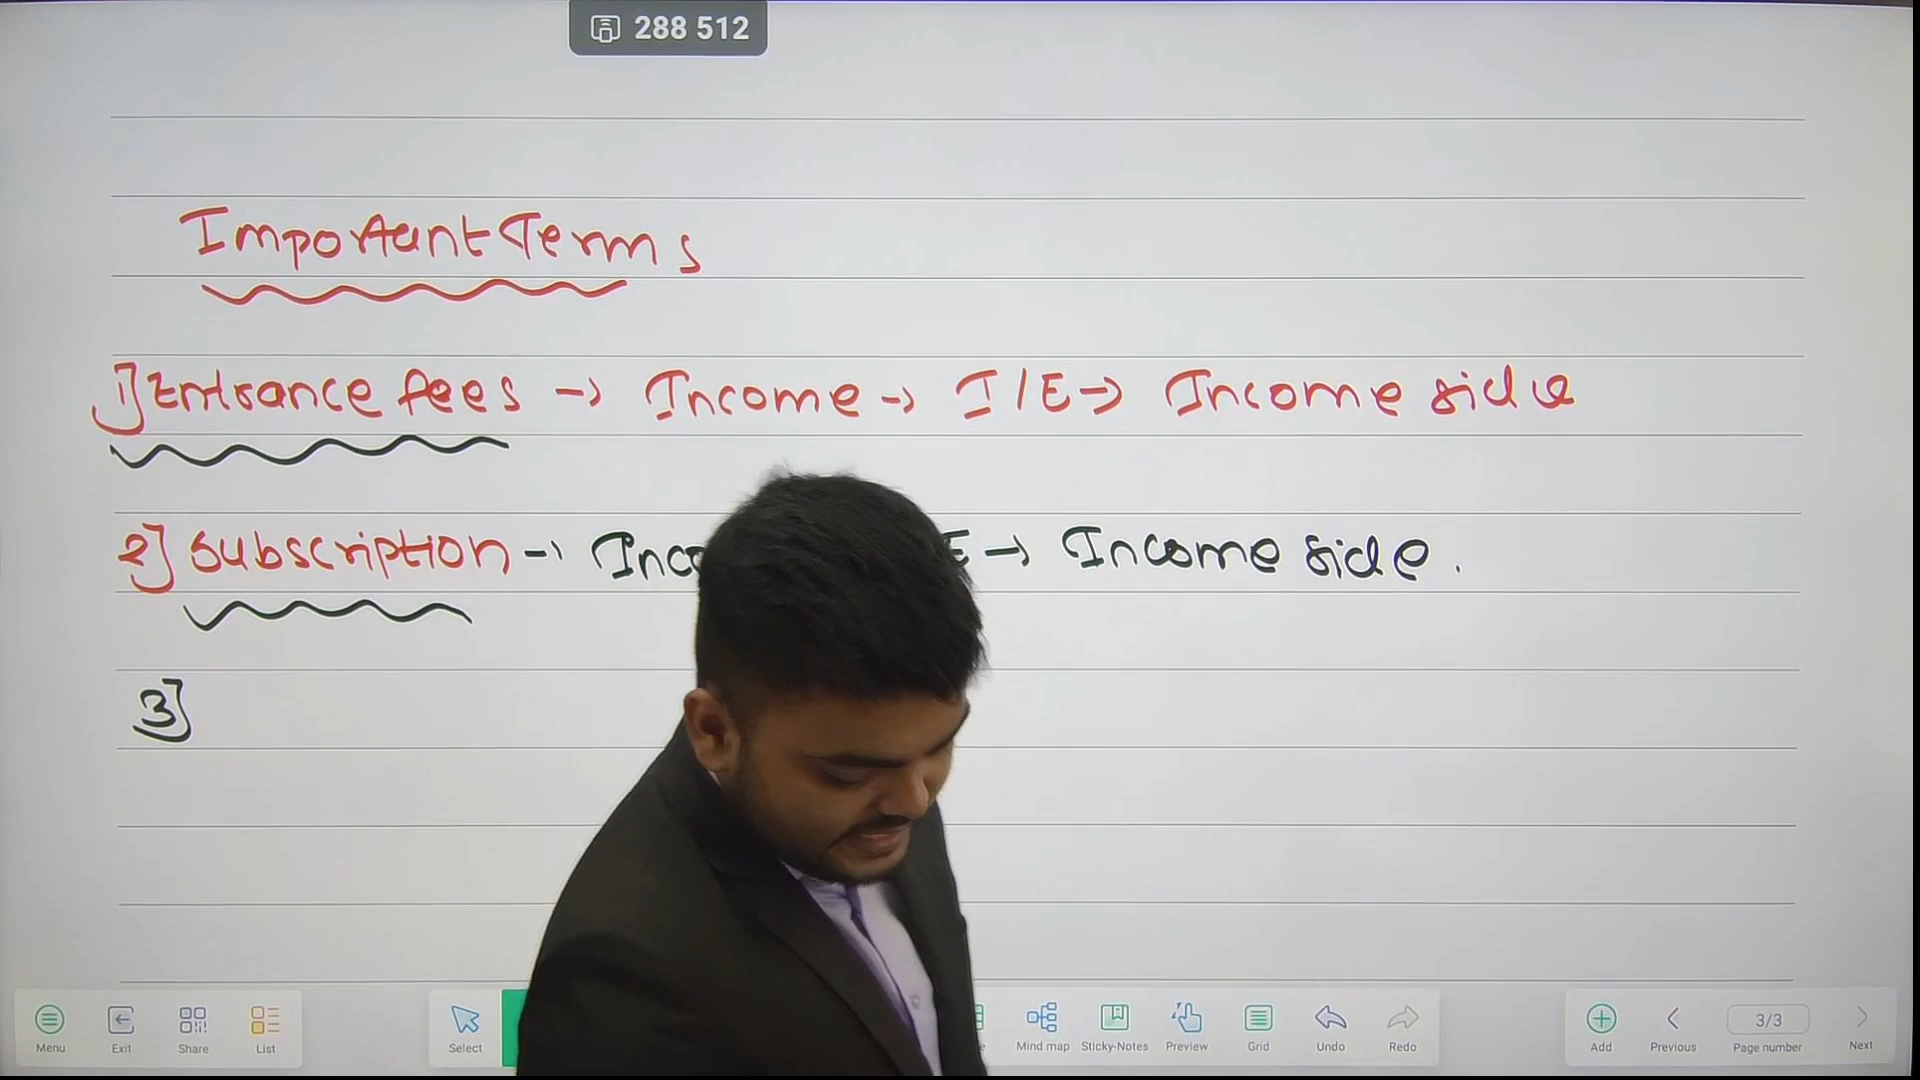 288 512
Important Terms
1] Entrance fees → Income → I/E → Income side
2] Subscription → E → Income side.
3]
Menu Exit Share List Select Mind map Sticky-Notes Preview Grid Undo Redo Add Previous 3/3 Page number Next